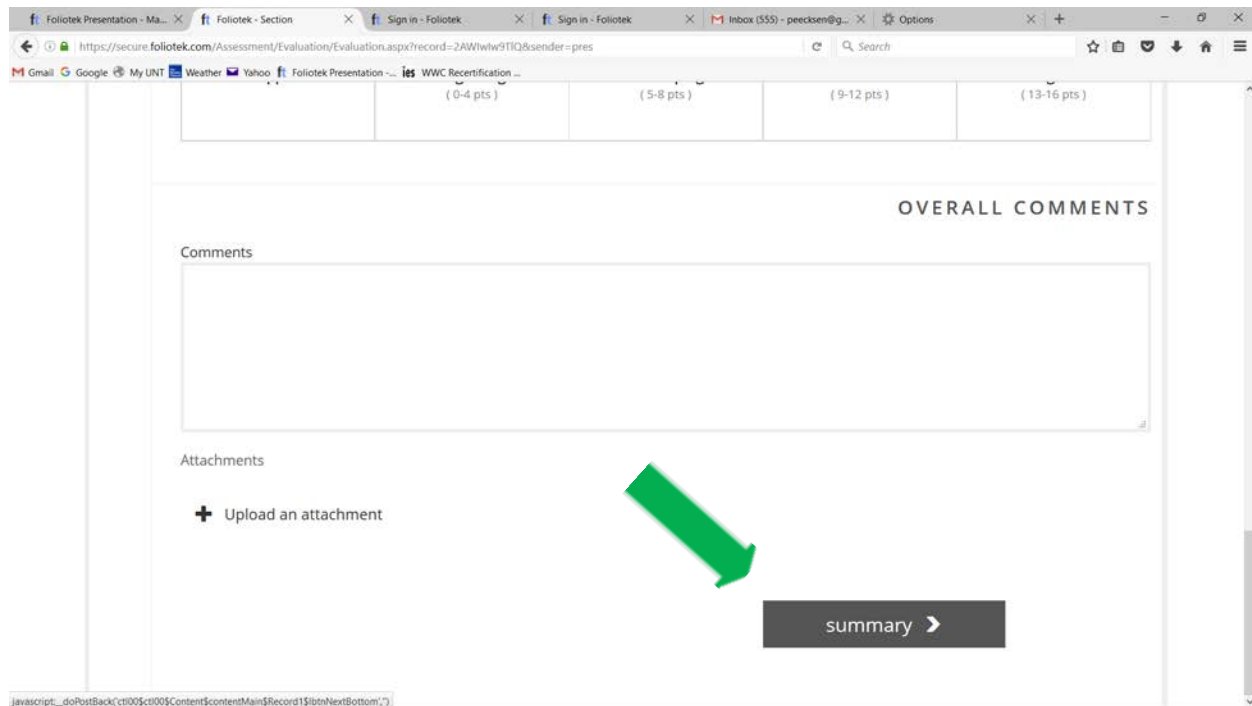 Foliotek Presentation - Ma... Foliotek - Section Sign in - Foliotek Sign in - Foliotek Inbox (555) - peecksen@g... Options
https://secure.foliotek.com/Assessment/Evaluation/Evaluation.aspx?record=2AWIwlw9TlQ&sender=pres Search
Gmail Google My UNT Weather Yahoo Foliotek Presentation -... ies WWC Recertification ...
( 0-4 pts ) ( 5-8 pts ) ( 9-12 pts ) ( 13-16 pts )
OVERALL COMMENTS
Comments
Attachments
Upload an attachment
summary
javascript:__doPostBack('ctl00$ctl00$Content$contentMain$Record1$lbtnNextBottom','')